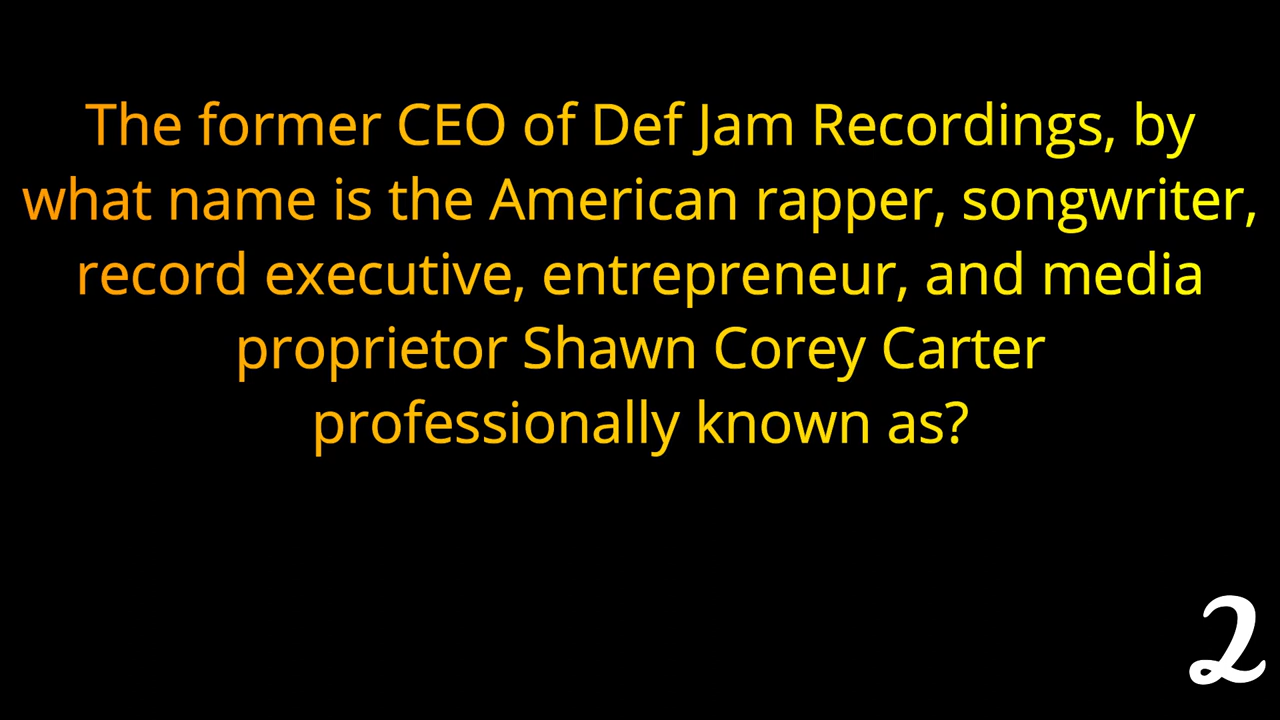 The former CEO of Def Jam Recordings, by
what name is the American rapper, songwriter,
record executive, entrepreneur, and media
proprietor Shawn Corey Carter
professionally known as?
2